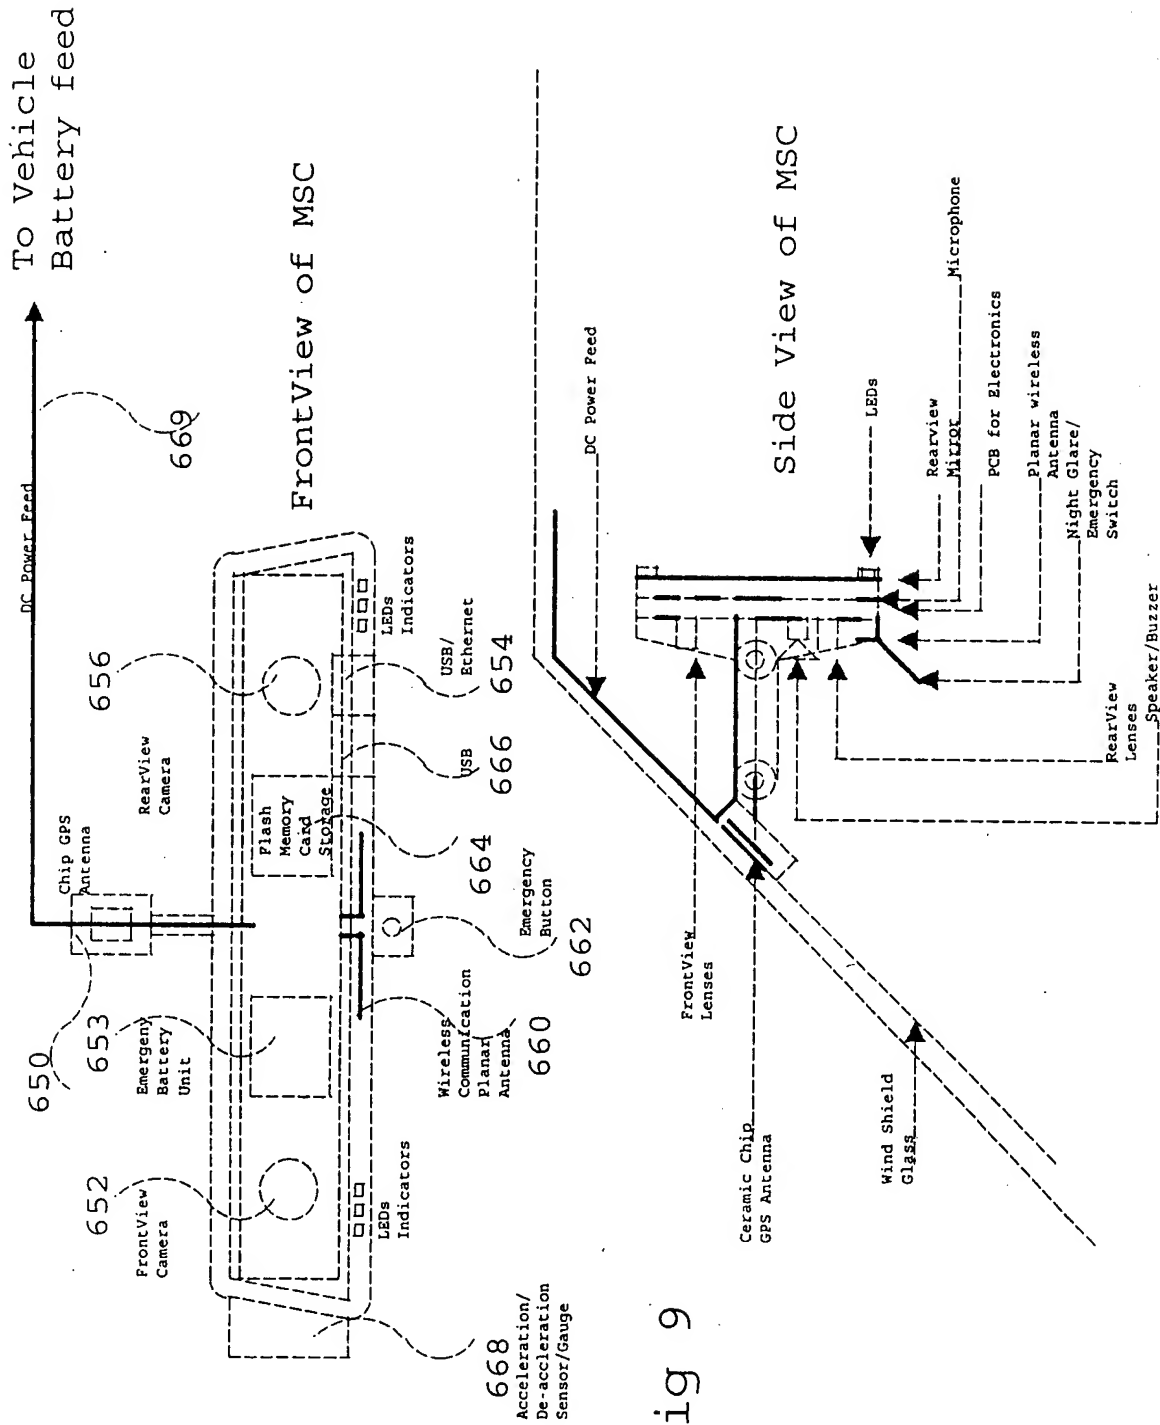 To Vehicle
Battery feed
DC Power Feed
669
FrontView of MSC
650
Chip GPS
Antenna
652
FrontView
Camera
653
Emergeny
Battery
Unit
RearView
Camera
656
Flash
Memory
Card
Storage
LEDs
Indicators
Wireless
Communication
Planar
Antenna
660
Emergency
Button
662
664
USB
666
USB/
Ethernet
654
LEDs
Indicators
668
Acceleration/
De-accleration
Sensor/Gauge
ig 9
Side View of MSC
DC Power Feed
LEDs
Rearview
Mirror
Microphone
PCB for Electronics
Planar wireless
Antenna
Night Glare/
Emergency
Switch
FrontView
Lenses
RearView
Lenses
Speaker/Buzzer
Ceramic Chip
GPS Antenna
Wind Shield
Glass